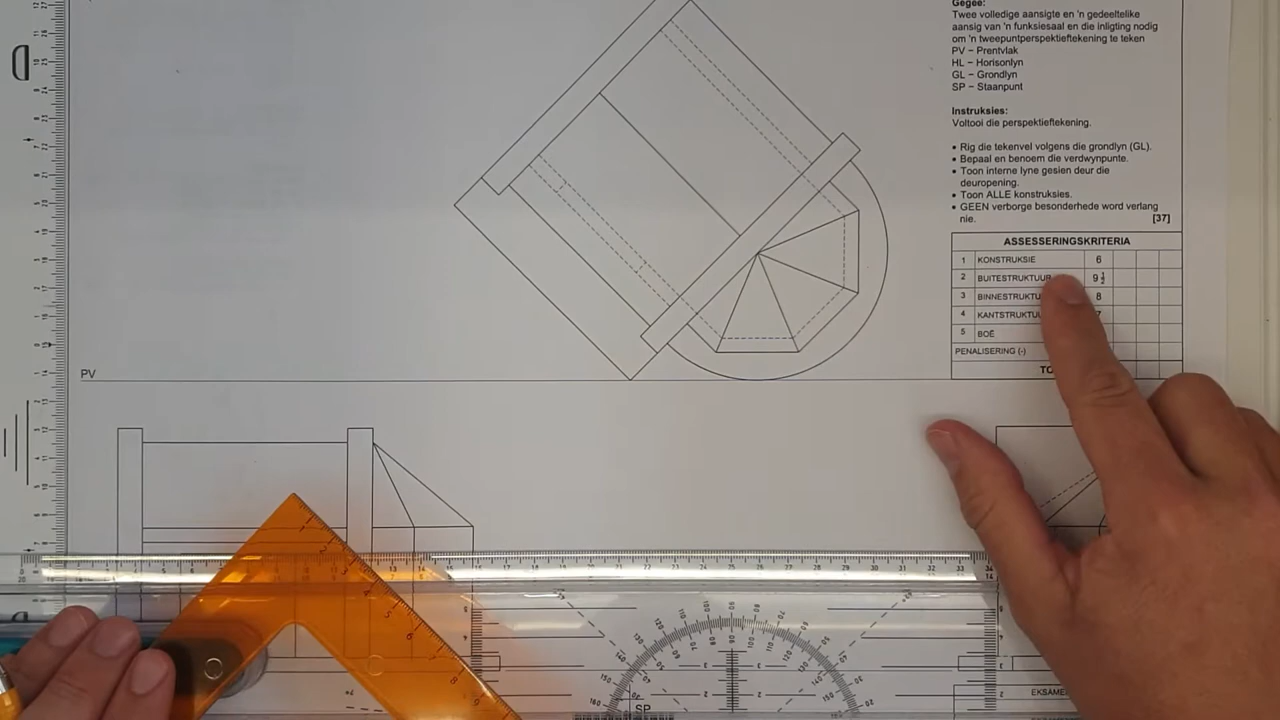 Gegee:
Twee volledige aansigte en 'n gedeeltelike
aansig van 'n funksiesaal en die inligting nodig
om 'n tweepuntperspektieftekening te teken
PV – Prentvlak
HL – Horisonlyn
GL – Grondlyn
SP – Staanpunt
Instruksies:
Voltooi die perspektieftekening.
• Rig die tekenvel volgens die grondlyn (GL).
• Bepaal en benoem die verdwynpunte.
• Toon interne lyne gesien deur die
deuropening.
• Toon ALLE konstruksies.
• GEEN verborge besonderhede word verlang
nie. [37]
ASSESSERINGSKRITERIA
1 KONSTRUKSIE 6
2 BUITESTRUKTUUR 9 1/2
3 BINNESTRUKTU 8
4 KANTSTRUKTU 7
5 BOË
PENALISERING (-)
TO
PV
SP
EKSAME